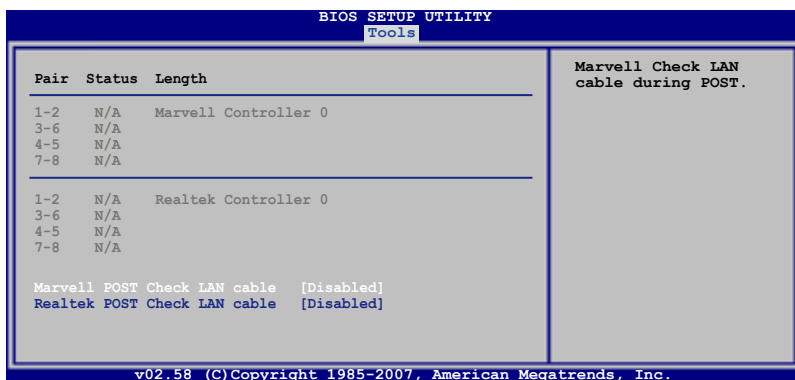 BIOS SETUP UTILITY
Tools
Pair Status Length
1-2 N/A Marvell Controller 0
3-6 N/A
4-5 N/A
7-8 N/A
1-2 N/A Realtek Controller 0
3-6 N/A
4-5 N/A
7-8 N/A
Marvell POST Check LAN cable [Disabled]
Realtek POST Check LAN cable [Disabled]
Marvell Check LAN
cable during POST.
v02.58 (C)Copyright 1985-2007, American Megatrends, Inc.